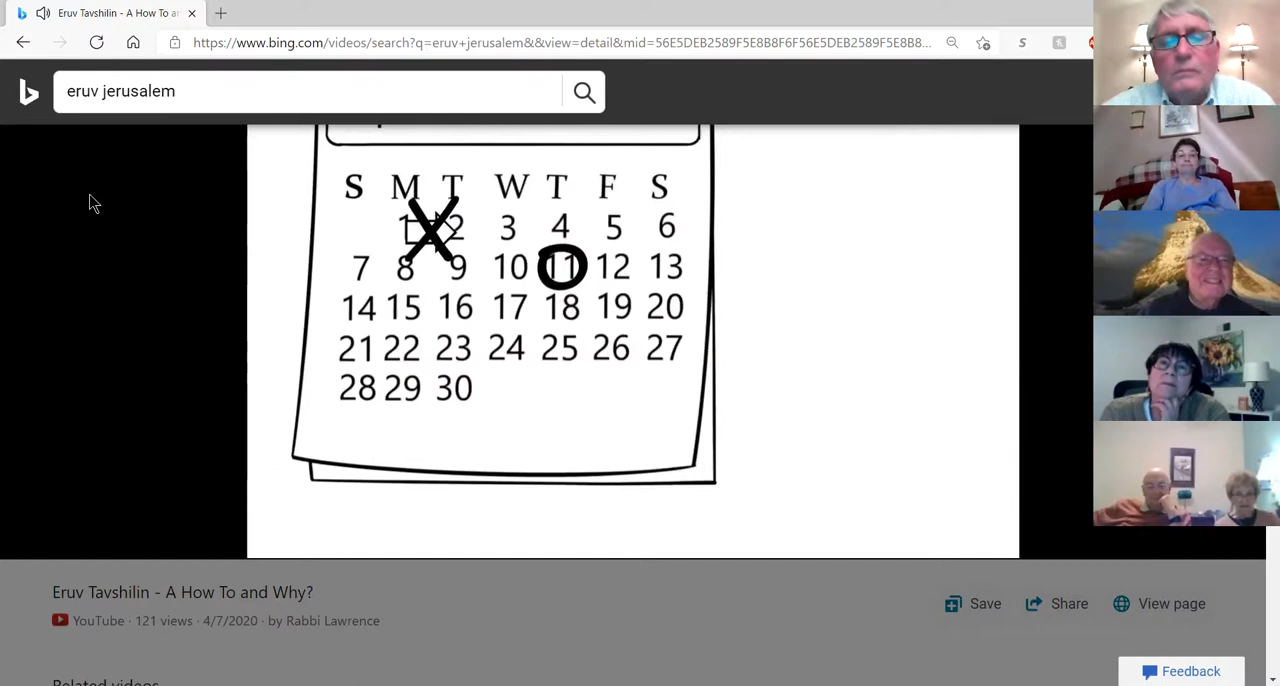 Eruv Tavshilin - A How To ar
https://www.bing.com/videos/search?q=eruv+jerusalem&&view=detail&mid=56E5DEB2589F5E8B8F6F56E5DEB2589F5E8B8...
eruv jerusalem
S M T W T F S
1 2 3 4 5 6
7 8 9 10 11 12 13
14 15 16 17 18 19 20
21 22 23 24 25 26 27
28 29 30
Eruv Tavshilin - A How To and Why?
Save Share View page
YouTube · 121 views · 4/7/2020 · by Rabbi Lawrence
Feedback
Related videos